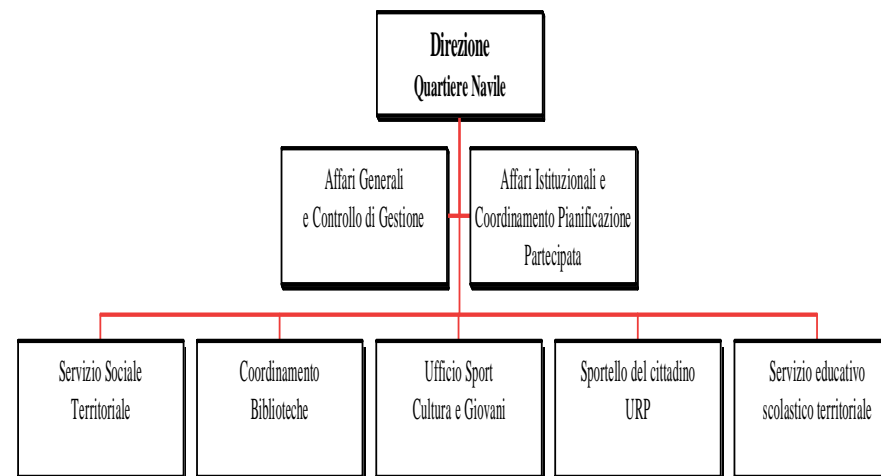 Direzione
Quartiere Navile
Affari Generali
e Controllo di Gestione
Affari Istituzionali e
Coordinamento Pianificazione
Partecipata
Servizio Sociale
Territoriale
Coordinamento
Biblioteche
Ufficio Sport
Cultura e Giovani
Sportello del cittadino
URP
Servizio educativo
scolastico territoriale